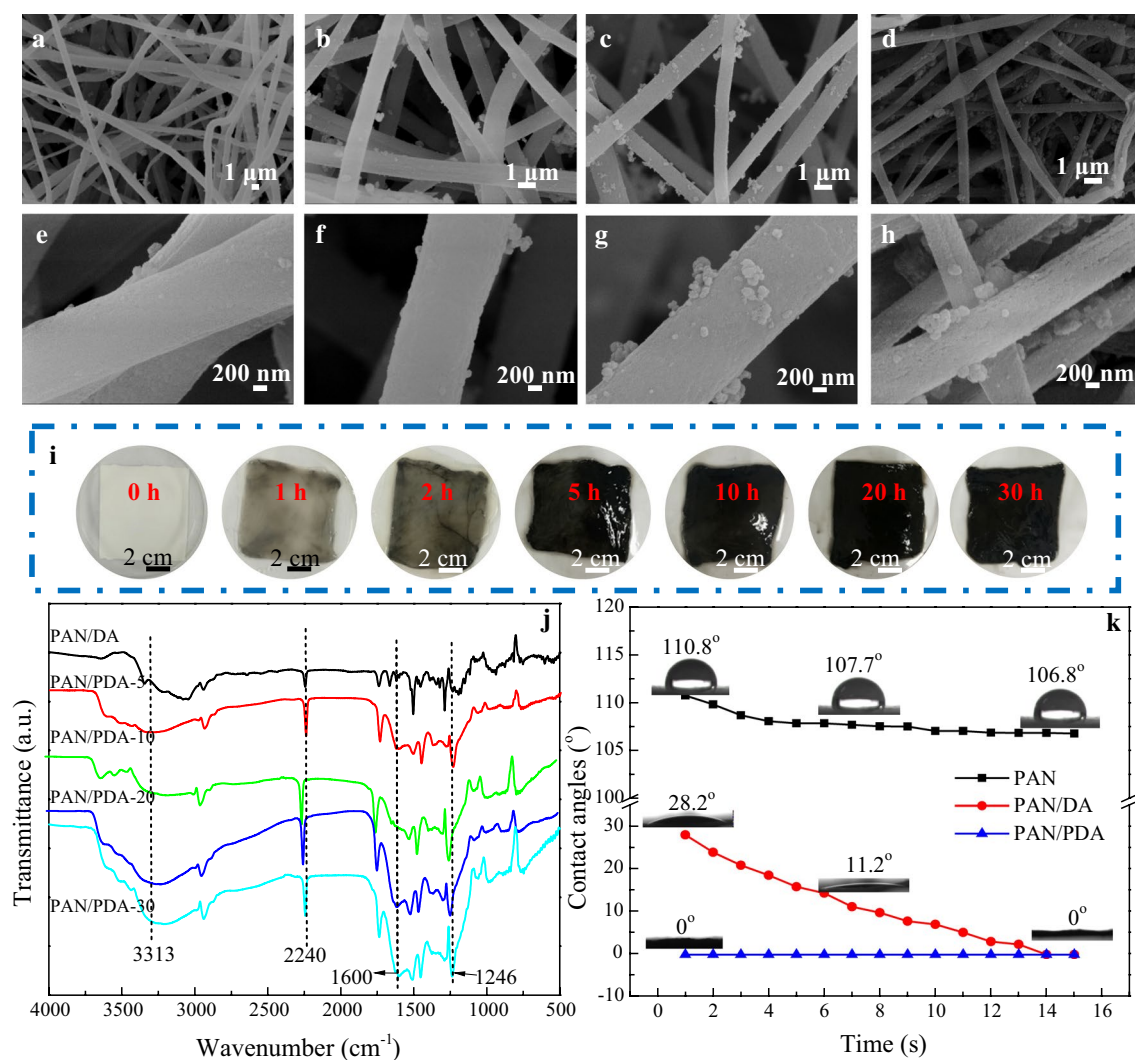 a
b
c
d
1 μm
1 μm
1 μm
1 μm
e
f
g
h
200 nm
200 nm
200 nm
200 nm
i
0 h
1 h
2 h
5 h
10 h
20 h
30 h
2 cm
2 cm
2 cm
2 cm
2 cm
2 cm
2 cm
j
PAN/DA
PAN/PDA-5
PAN/PDA-10
PAN/PDA-20
PAN/PDA-30
3313
2240
1600
1246
Transmittance (a.u.)
4000
3500
3000
2500
2000
1500
1000
500
Wavenumber (cm⁻¹)
k
120
115
110
105
100
30
20
10
0
-10
Contact angles (°)
110.8°
107.7°
106.8°
PAN
PAN/DA
PAN/PDA
28.2°
11.2°
0°
0°
0
2
4
6
8
10
12
14
16
Time (s)